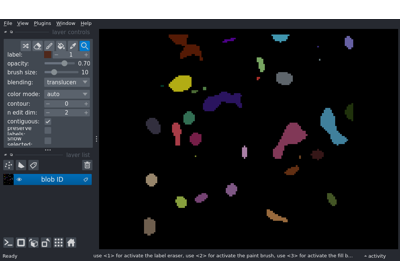 File View Plugins Window Help
layer controls
label: 1
opacity: 0.70
brush size: 10
blending: translucen
color mode: auto
contour: 0
n edit dim: 2
contiguous:
preserve
labels:
show
selected:
layer list
blob ID
Ready
use <1> for activate the label eraser, use <2> for activate the paint brush, use <3> for activate the fill b...
activity